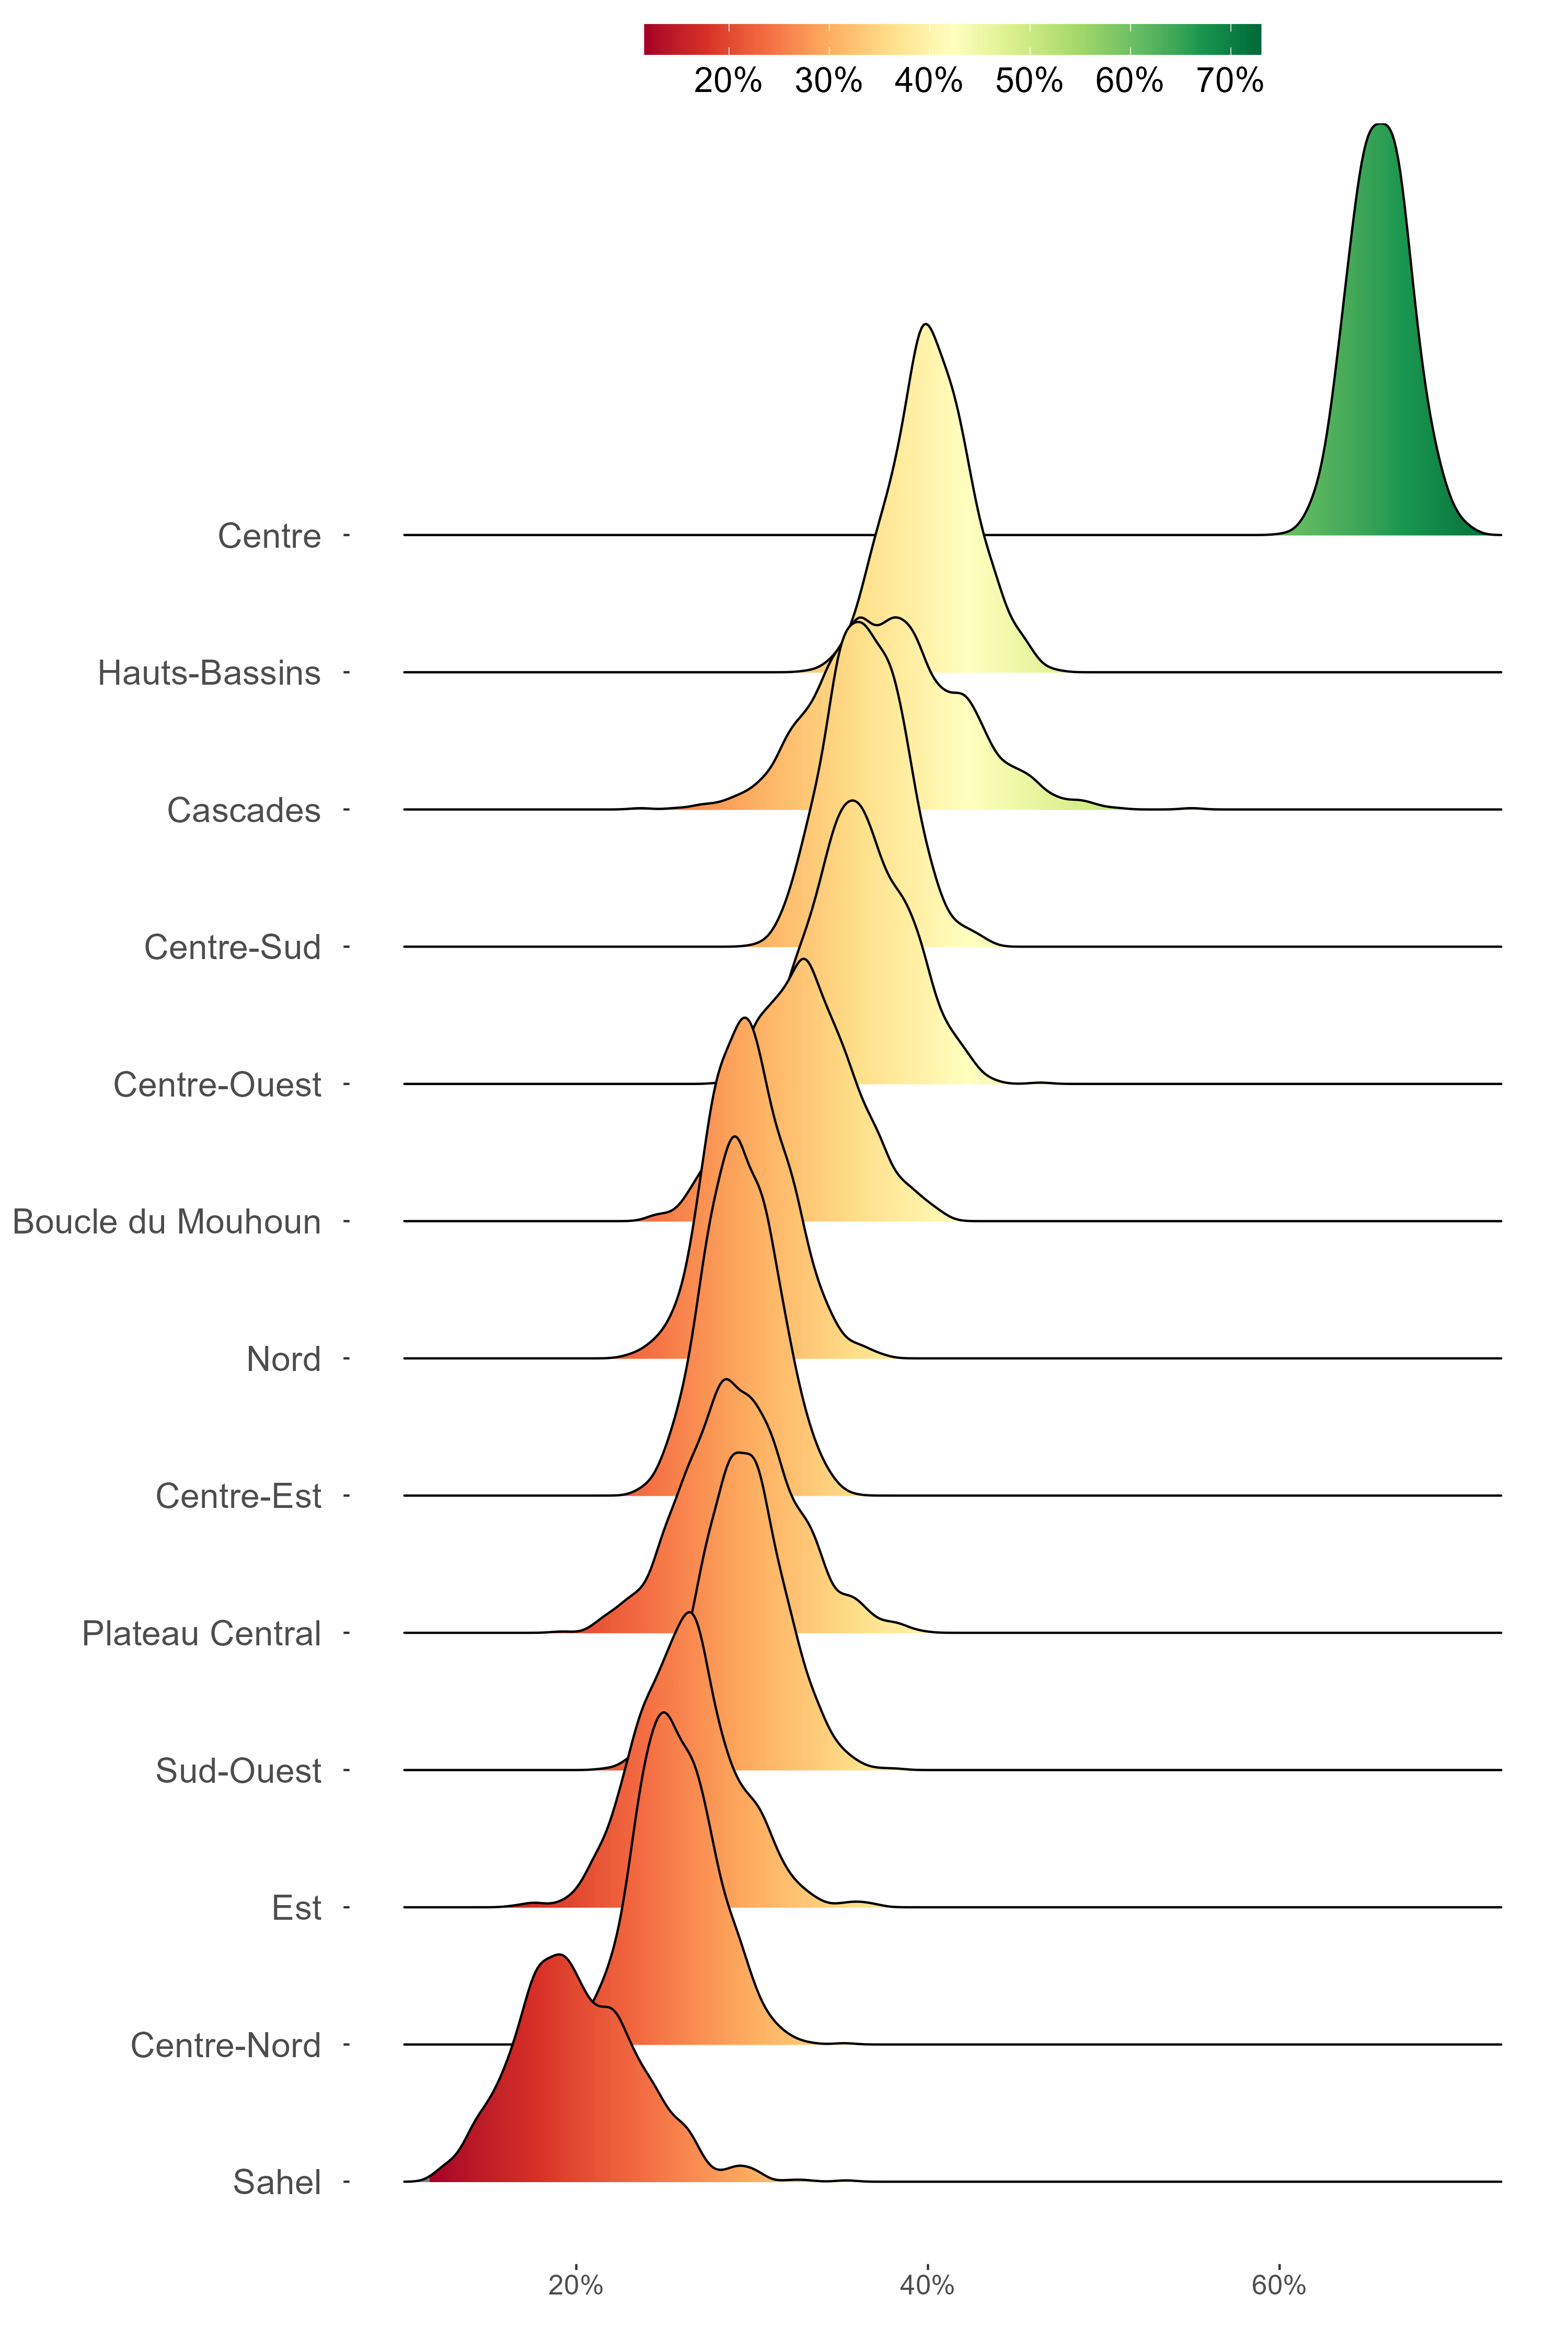 20% 30% 40% 50% 60% 70%
Centre
Hauts-Bassins
Cascades
Centre-Sud
Centre-Ouest
Boucle du Mouhoun
Nord
Centre-Est
Plateau Central
Sud-Ouest
Est
Centre-Nord
Sahel
20% 40% 60%